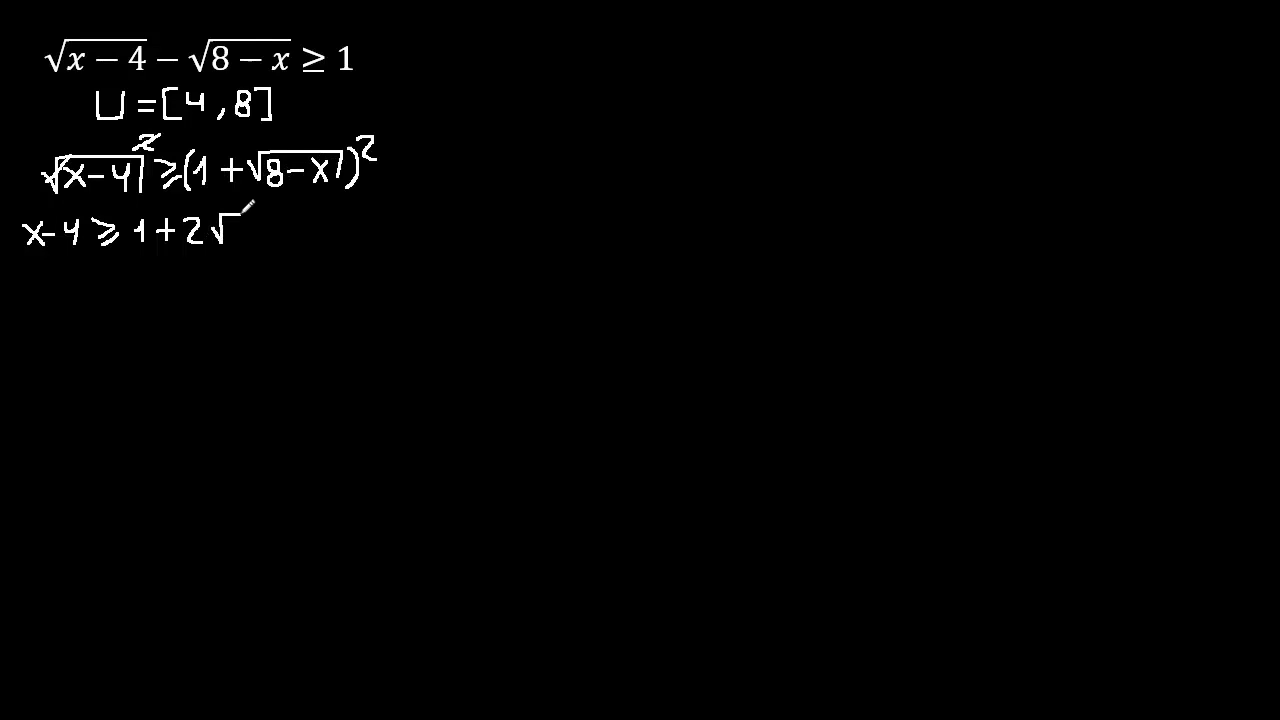 √(x − 4) − √(8 − x) ≥ 1
U = [4 , 8]
√(x − 4)² ≥ (1 + √(8 − x))²
x − 4 ≥ 1 + 2√